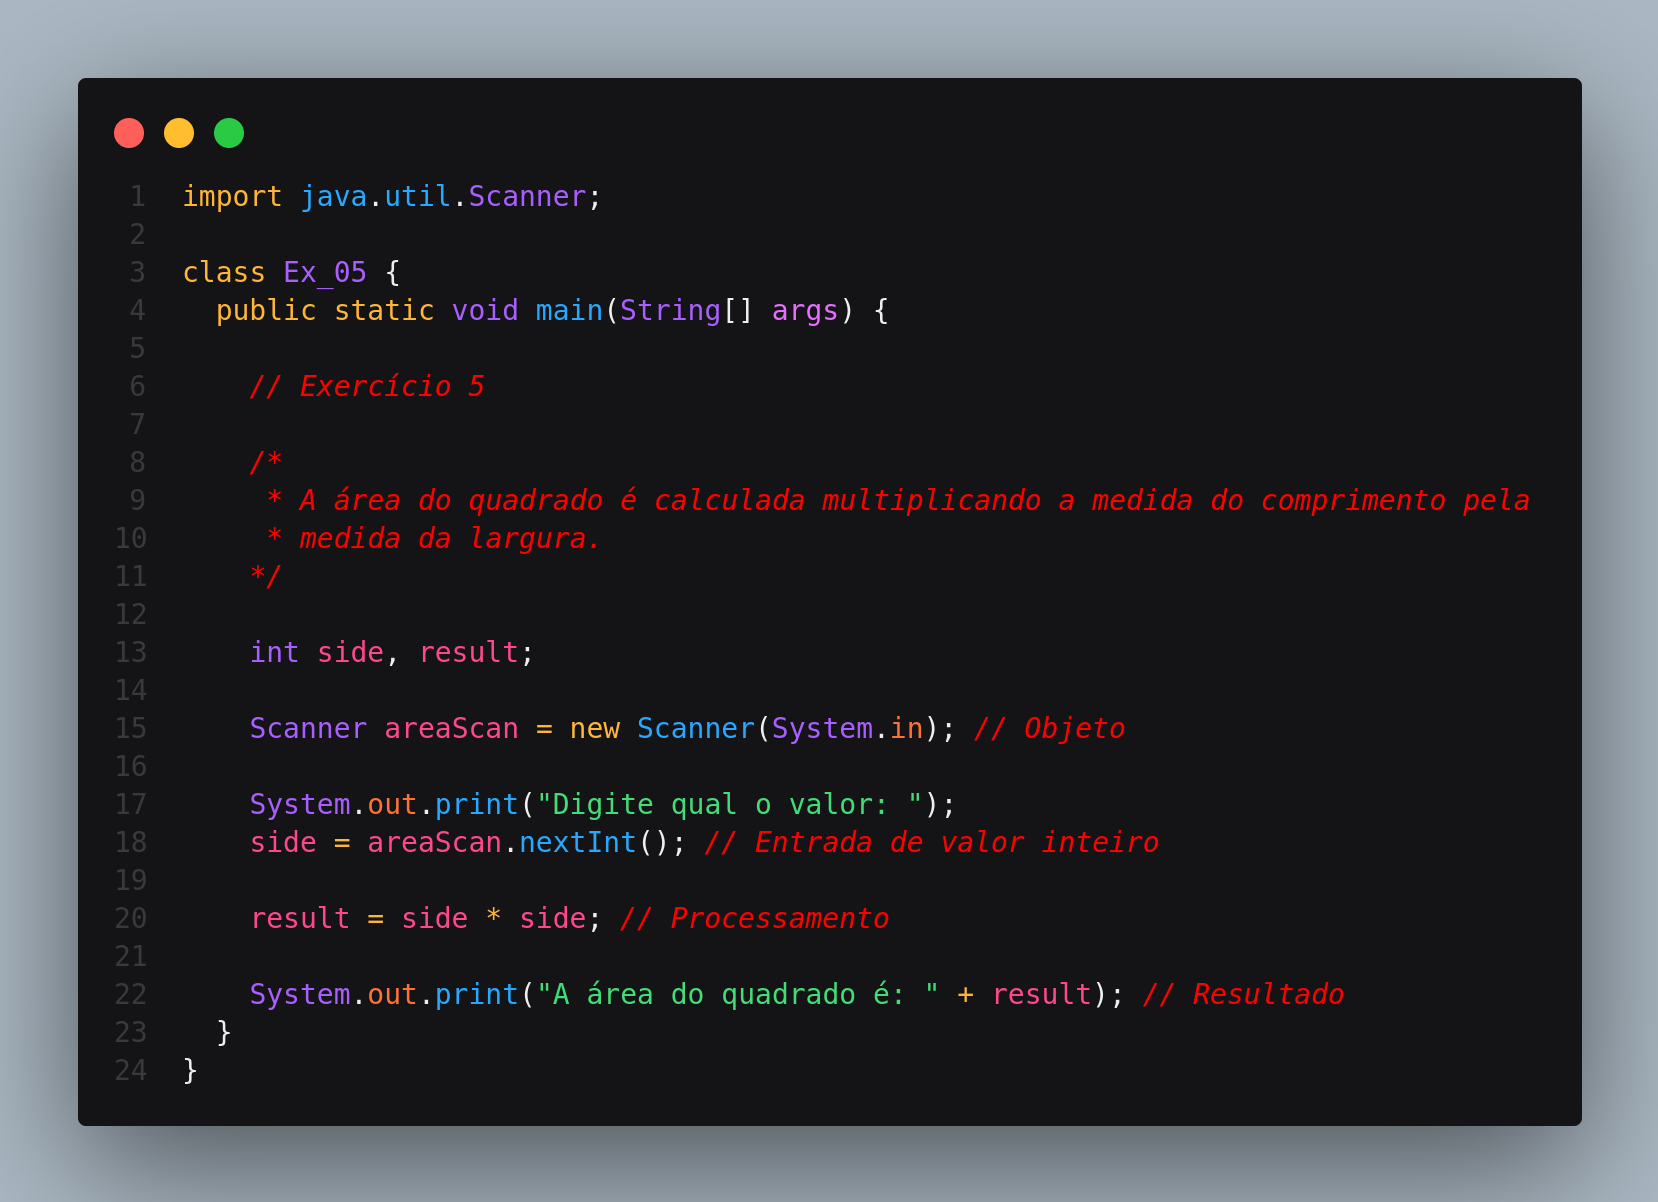 1 import java.util.Scanner;
2
3 class Ex_05 {
4   public static void main(String[] args) {
5
6     // Exercício 5
7
8     /*
9      * A área do quadrado é calculada multiplicando a medida do comprimento pela
10      * medida da largura.
11     */
12
13     int side, result;
14
15     Scanner areaScan = new Scanner(System.in); // Objeto
16
17     System.out.print("Digite qual o valor: ");
18     side = areaScan.nextInt(); // Entrada de valor inteiro
19
20     result = side * side; // Processamento
21
22     System.out.print("A área do quadrado é: " + result); // Resultado
23   }
24 }